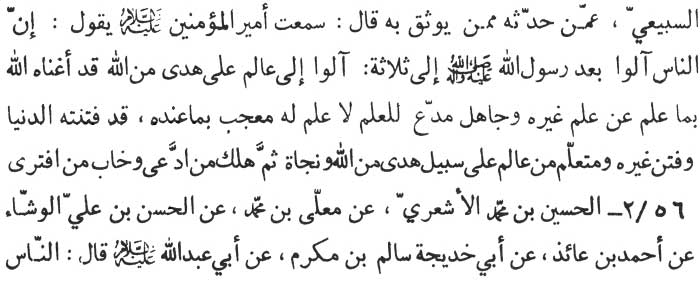 السبيعيّ ، عمّن حدّثه ممن يوثق به قال : سمعت أمير المؤمنين عليه السلام يقول : إنّ
الناس آلوا بعد رسول الله صلى الله عليه وآله إلى ثلاثة: آلوا إلى عالم على هدى من الله قد أغناه الله
بما علم عن علم غيره وجاهل مدّع للعلم لا علم له معجب بما عنده ، قد فتنته الدنيا
وفتن غيره ومتعلّم من عالم على سبيل هدى من الله ونجاة ثمَّ هلك من ادَّعى وخاب من افترى
٢/٥٦ـ الحسين بن محمّد الأشعريّ ، عن معلّى بن محمّد ، عن الحسن بن عليّ الوشّاء
عن أحمد بن عائذ ، عن أبي خديجة سالم بن مكرم ، عن أبي عبدالله عليه السلام قال : النّاس